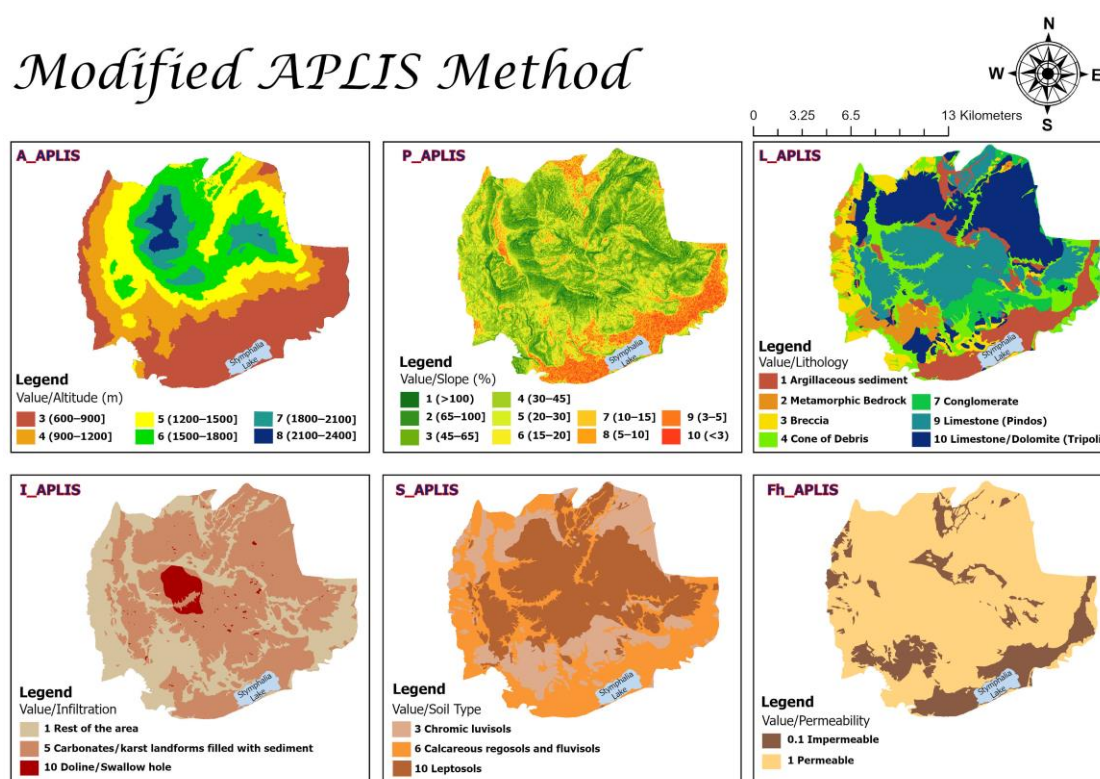 Modified APLIS Method
N
W E
S
0 3.25 6.5 13 Kilometers
A_APLIS
Stymphalia
Lake
Legend
Value/Altitude (m)
3 (600–900] 5 (1200–1500] 7 (1800–2100]
4 (900–1200] 6 (1500–1800] 8 (2100–2400]
P_APLIS
Stymphalia
Lake
Legend
Value/Slope (%)
1 (>100) 4 (30–45]
2 (65–100] 5 (20–30] 7 (10–15] 9 (3–5]
3 (45–65] 6 (15–20] 8 (5–10] 10 (<3)
L_APLIS
Stymphalia
Lake
Legend
Value/Lithology
1 Argillaceous sediment
2 Metamorphic Bedrock 7 Conglomerate
3 Breccia 9 Limestone (Pindos)
4 Cone of Debris 10 Limestone/Dolomite (Tripoli
I_APLIS
Stymphalia
Lake
Legend
Value/Infiltration
1 Rest of the area
5 Carbonates/karst landforms filled with sediment
10 Doline/Swallow hole
S_APLIS
Stymphalia
Lake
Legend
Value/Soil Type
3 Chromic luvisols
6 Calcareous regosols and fluvisols
10 Leptosols
Fh_APLIS
Stymphalia
Lake
Legend
Value/Permeability
0.1 Impermeable
1 Permeable